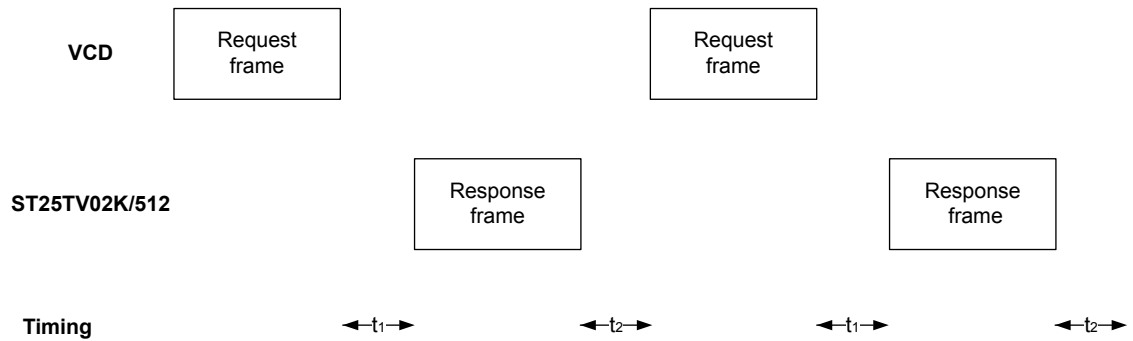 VCD
Request
frame
Request
frame
ST25TV02K/512
Response
frame
Response
frame
Timing
t1
t2
t1
t2